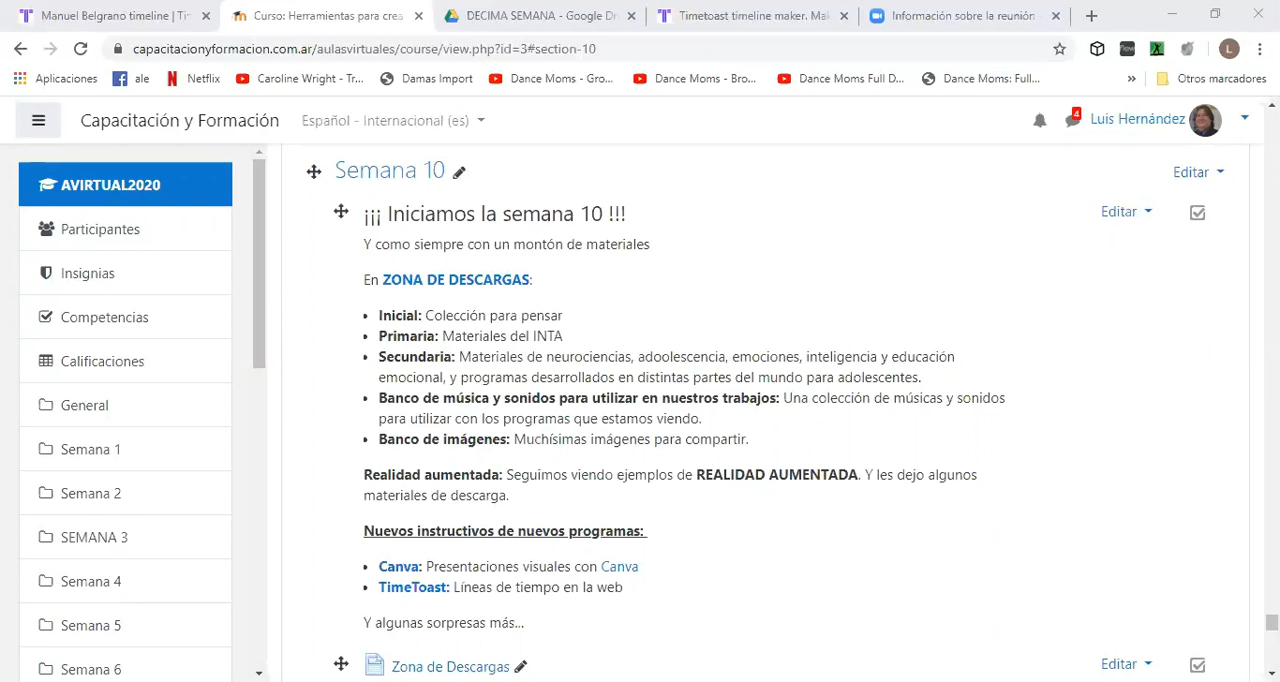 Manuel Belgrano timeline | Tim
Curso: Herramientas para crea
DECIMA SEMANA - Google Dr
Timetoast timeline maker. Mak
Información sobre la reunión
capacitacionyformacion.com.ar/aulasvirtuales/course/view.php?id=3#section-10
L
Aplicaciones
ale
Netflix
Caroline Wright - Tr...
Damas Import
Dance Moms - Gro...
Dance Moms - Bro...
Dance Moms Full D...
Dance Moms: Full...
»
Otros marcadores
Capacitación y Formación
Español - Internacional (es)
4
Luis Hernández
AVIRTUAL2020
Participantes
Insignias
Competencias
Calificaciones
General
Semana 1
Semana 2
SEMANA 3
Semana 4
Semana 5
Semana 6
Semana 10
Editar
¡¡¡ Iniciamos la semana 10 !!!
Editar
Y como siempre con un montón de materiales
En ZONA DE DESCARGAS:
• Inicial: Colección para pensar
• Primaria: Materiales del INTA
• Secundaria: Materiales de neurociencias, adoolescencia, emociones, inteligencia y educación
emocional, y programas desarrollados en distintas partes del mundo para adolescentes.
• Banco de música y sonidos para utilizar en nuestros trabajos: Una colección de músicas y sonidos
para utilizar con los programas que estamos viendo.
• Banco de imágenes: Muchísimas imágenes para compartir.
Realidad aumentada: Seguimos viendo ejemplos de REALIDAD AUMENTADA. Y les dejo algunos
materiales de descarga.
Nuevos instructivos de nuevos programas:
• Canva: Presentaciones visuales con Canva
• TimeToast: Líneas de tiempo en la web
Y algunas sorpresas más...
Zona de Descargas
Editar